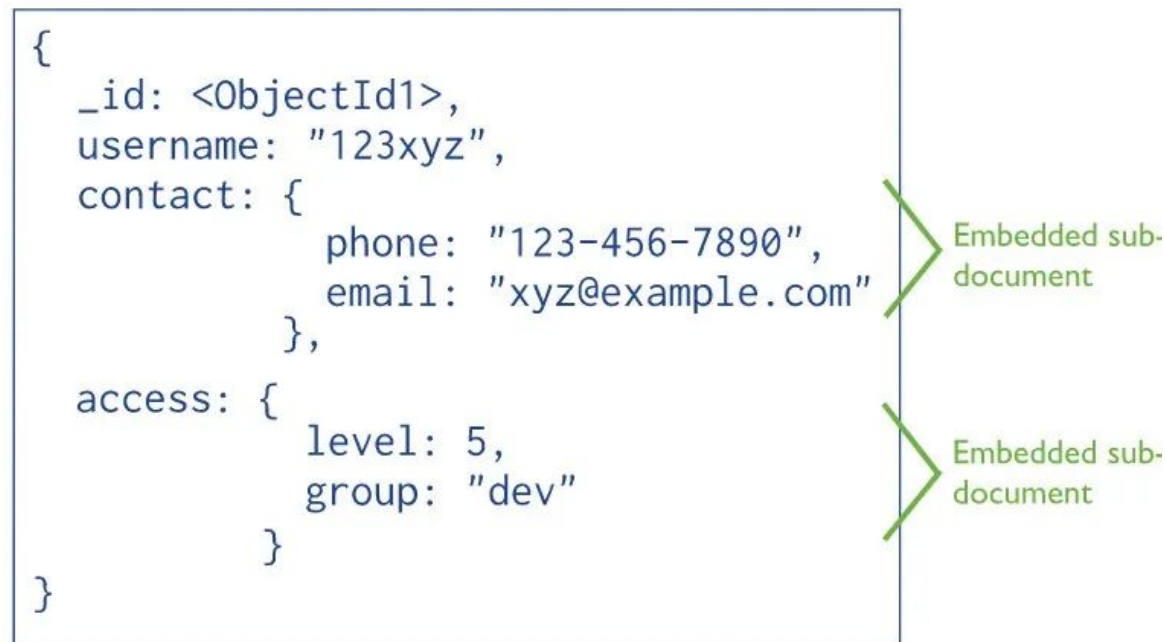 {
_id: <ObjectId1>,
username: "123xyz",
contact: {
phone: "123-456-7890",
email: "xyz@example.com"
},
access: {
level: 5,
group: "dev"
}
}
Embedded sub-
document
Embedded sub-
document